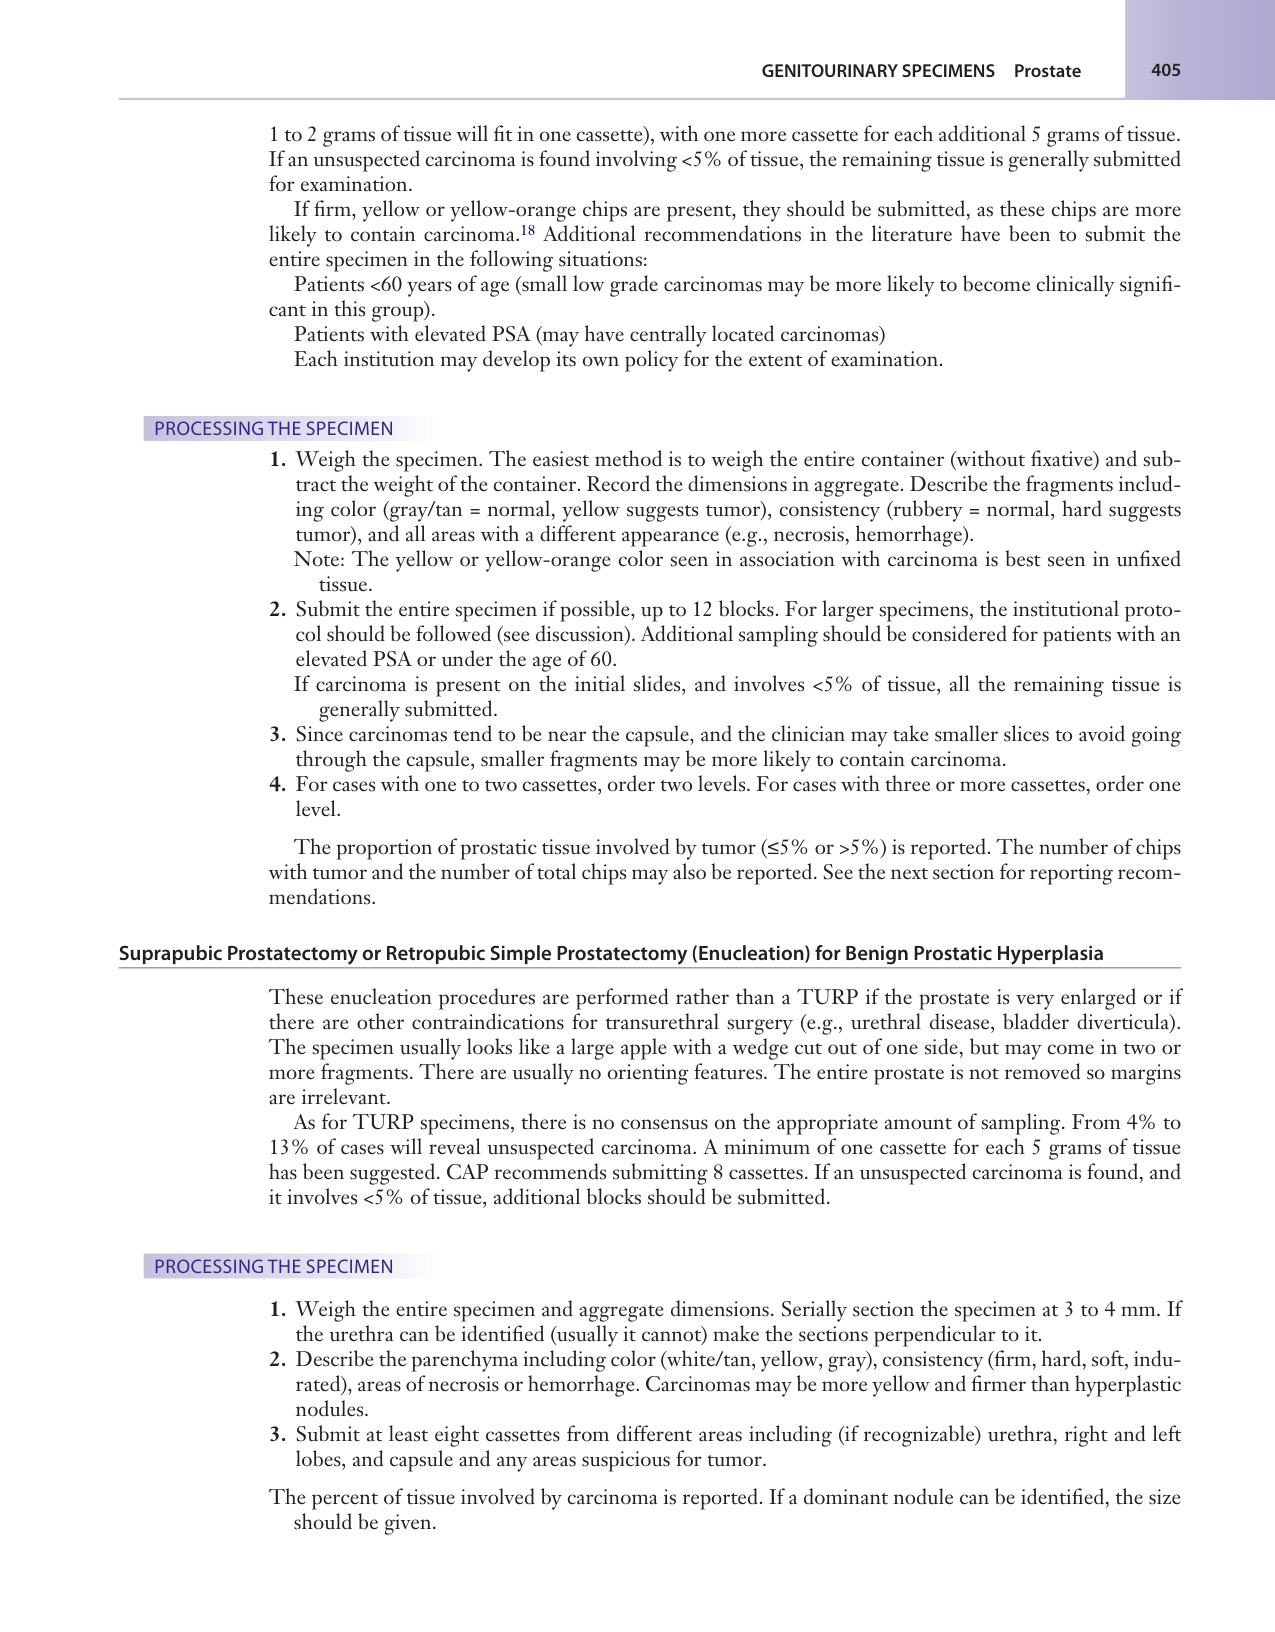 GENITOURINARY SPECIMENS Prostate 405
1 to 2 grams of tissue will fit in one cassette), with one more cassette for each additional 5 grams of tissue.
If an unsuspected carcinoma is found involving <5% of tissue, the remaining tissue is generally submitted
for examination.
If firm, yellow or yellow-orange chips are present, they should be submitted, as these chips are more
likely to contain carcinoma.18 Additional recommendations in the literature have been to submit the
entire specimen in the following situations:
Patients <60 years of age (small low grade carcinomas may be more likely to become clinically signifi-
cant in this group).
Patients with elevated PSA (may have centrally located carcinomas)
Each institution may develop its own policy for the extent of examination.
PROCESSING THE SPECIMEN
1. Weigh the specimen. The easiest method is to weigh the entire container (without fixative) and sub-
tract the weight of the container. Record the dimensions in aggregate. Describe the fragments includ-
ing color (gray/tan = normal, yellow suggests tumor), consistency (rubbery = normal, hard suggests
tumor), and all areas with a different appearance (e.g., necrosis, hemorrhage).
Note: The yellow or yellow-orange color seen in association with carcinoma is best seen in unfixed
tissue.
2. Submit the entire specimen if possible, up to 12 blocks. For larger specimens, the institutional proto-
col should be followed (see discussion). Additional sampling should be considered for patients with an
elevated PSA or under the age of 60.
If carcinoma is present on the initial slides, and involves <5% of tissue, all the remaining tissue is
generally submitted.
3. Since carcinomas tend to be near the capsule, and the clinician may take smaller slices to avoid going
through the capsule, smaller fragments may be more likely to contain carcinoma.
4. For cases with one to two cassettes, order two levels. For cases with three or more cassettes, order one
level.
The proportion of prostatic tissue involved by tumor (≤5% or >5%) is reported. The number of chips
with tumor and the number of total chips may also be reported. See the next section for reporting recom-
mendations.
Suprapubic Prostatectomy or Retropubic Simple Prostatectomy (Enucleation) for Benign Prostatic Hyperplasia
These enucleation procedures are performed rather than a TURP if the prostate is very enlarged or if
there are other contraindications for transurethral surgery (e.g., urethral disease, bladder diverticula).
The specimen usually looks like a large apple with a wedge cut out of one side, but may come in two or
more fragments. There are usually no orienting features. The entire prostate is not removed so margins
are irrelevant.
As for TURP specimens, there is no consensus on the appropriate amount of sampling. From 4% to
13% of cases will reveal unsuspected carcinoma. A minimum of one cassette for each 5 grams of tissue
has been suggested. CAP recommends submitting 8 cassettes. If an unsuspected carcinoma is found, and
it involves <5% of tissue, additional blocks should be submitted.
PROCESSING THE SPECIMEN
1. Weigh the entire specimen and aggregate dimensions. Serially section the specimen at 3 to 4 mm. If
the urethra can be identified (usually it cannot) make the sections perpendicular to it.
2. Describe the parenchyma including color (white/tan, yellow, gray), consistency (firm, hard, soft, indu-
rated), areas of necrosis or hemorrhage. Carcinomas may be more yellow and firmer than hyperplastic
nodules.
3. Submit at least eight cassettes from different areas including (if recognizable) urethra, right and left
lobes, and capsule and any areas suspicious for tumor.
The percent of tissue involved by carcinoma is reported. If a dominant nodule can be identified, the size
should be given.